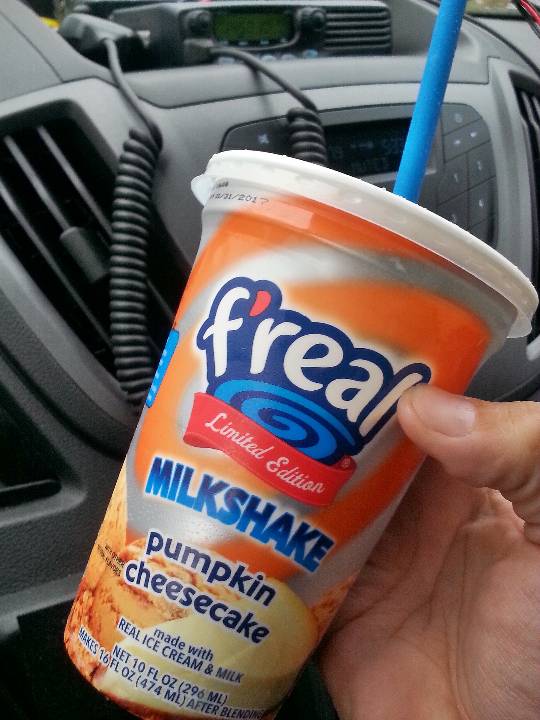 f'real
Limited Edition
®
MILKSHAKE
pumpkin
cheesecake
made with
REAL ICE CREAM & MILK
NET 10 FL OZ (296 ML)
MAKES 16 FL OZ (474 ML) AFTER BLENDING